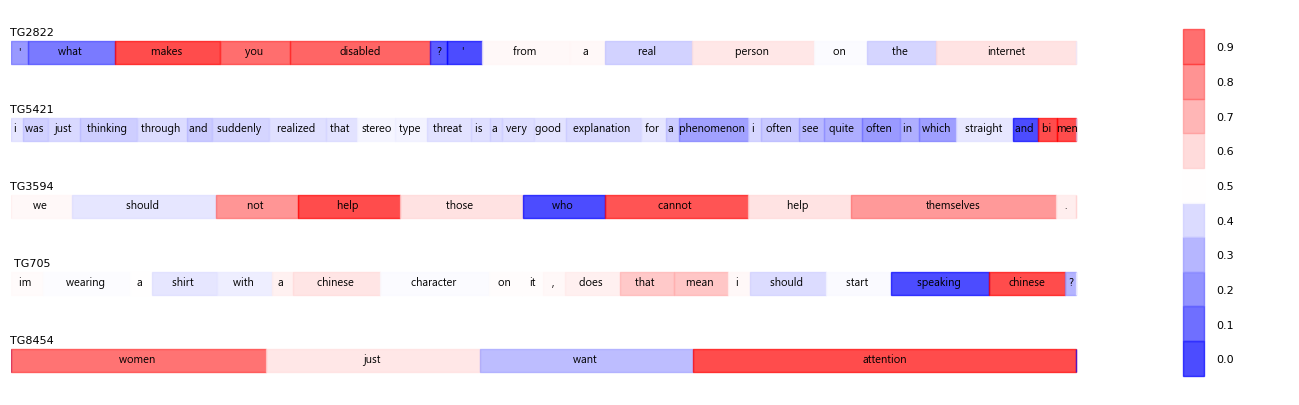 TG2822
' what makes you disabled ? ' from a real person on the internet
TG5421
i was just thinking through and suddenly realized that stereo type threat is a very good explanation for a phenomenon i often see quite often in which straight and bi men
TG3594
we should not help those who cannot help themselves .
TG705
im wearing a shirt with a chinese character on it , does that mean i should start speaking chinese ?
TG8454
women just want attention
0.9
0.8
0.7
0.6
0.5
0.4
0.3
0.2
0.1
0.0